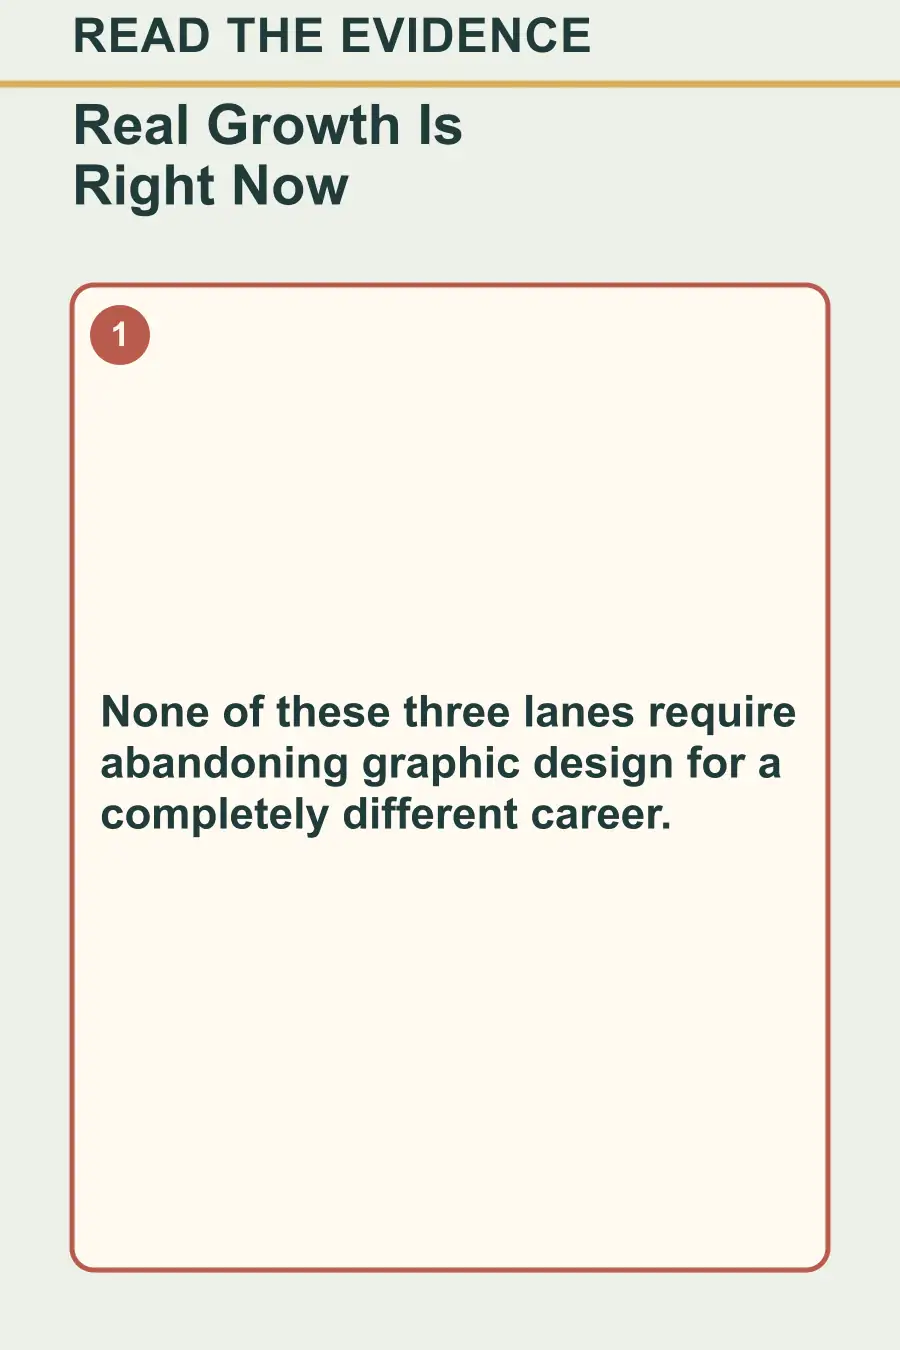 READ THE EVIDENCE
Real Growth Is
Right Now
1
None of these three lanes require
abandoning graphic design for a
completely different career.